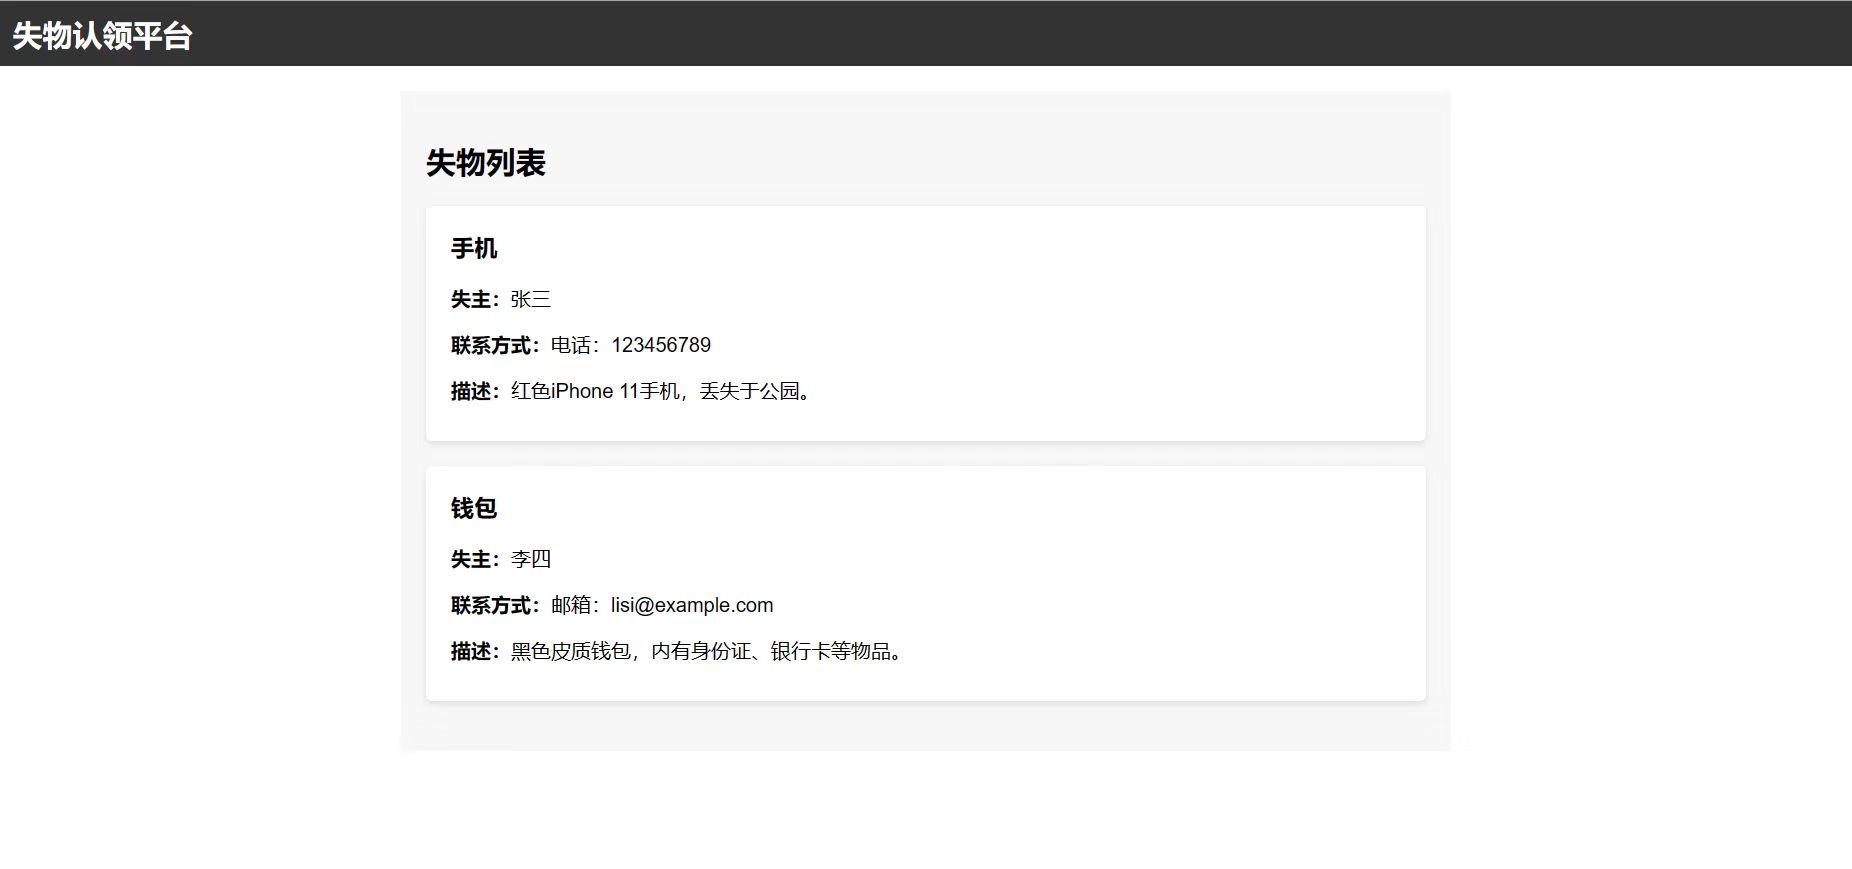 失物认领平台
失物列表
手机
失主：张三
联系方式：电话：123456789
描述：红色iPhone 11手机，丢失于公园。
钱包
失主：李四
联系方式：邮箱：lisi@example.com
描述：黑色皮质钱包，内有身份证、银行卡等物品。